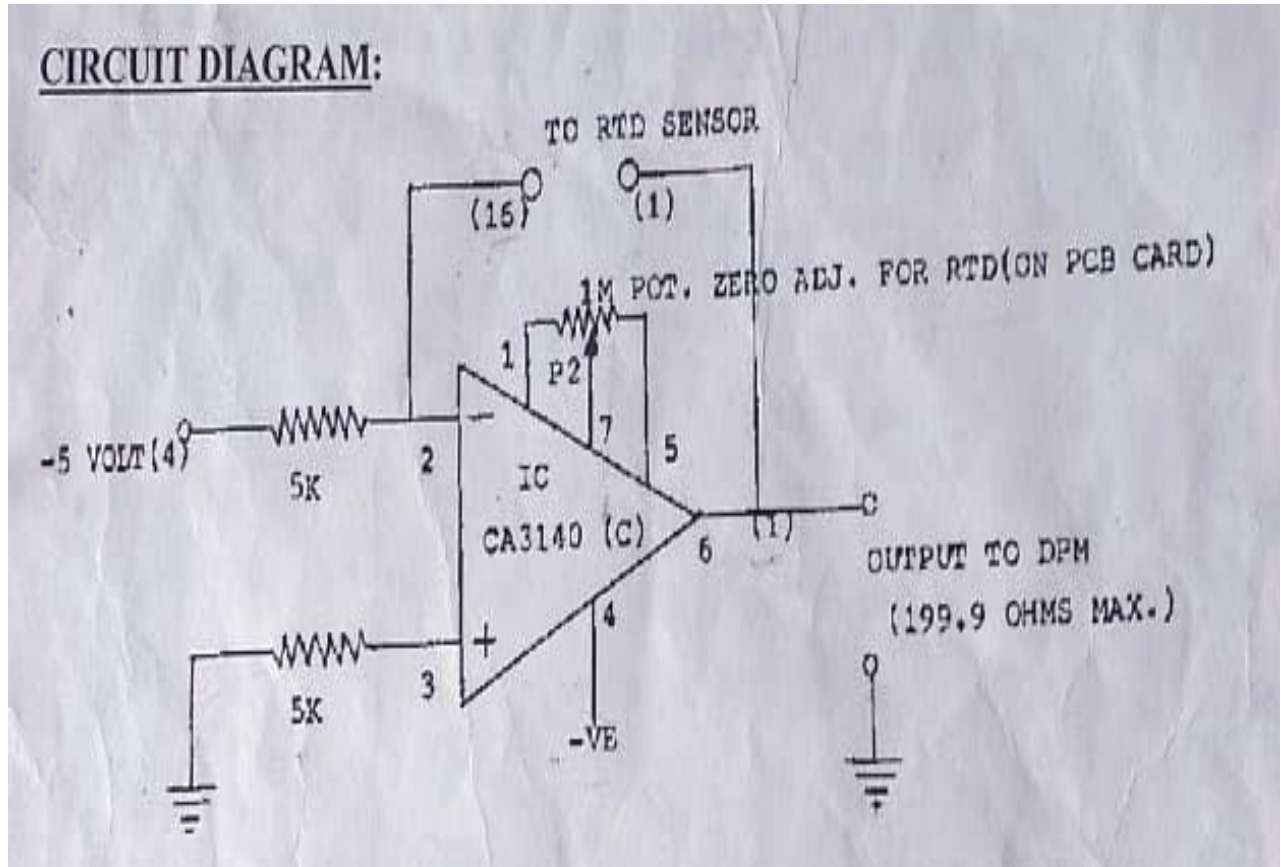 CIRCUIT DIAGRAM:
TO RTD SENSOR
(16)
(1)
1M POT. ZERO ADJ. FOR RTD(ON PCB CARD)
1
P2
7
5
-5 VOLT(4)
5K
2
-
IC
CA3140 (C)
6
(1)
OUTPUT TO DPM
(199.9 OHMS MAX.)
3
+
5K
4
-VE